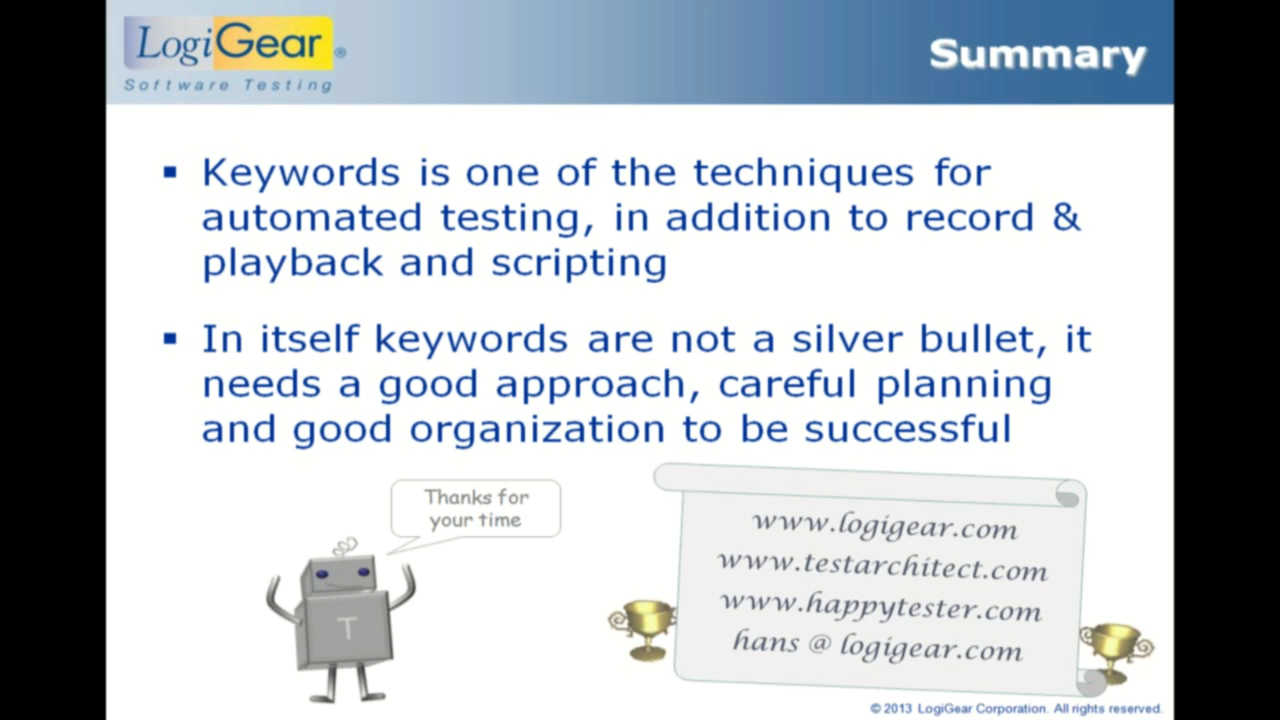 LogiGear®
Software Testing
Summary
▪ Keywords is one of the techniques for
automated testing, in addition to record &
playback and scripting
▪ In itself keywords are not a silver bullet, it
needs a good approach, careful planning
and good organization to be successful
Thanks for
your time
T
www.logigear.com
www.testarchitect.com
www.happytester.com
hans @ logigear.com
© 2013 LogiGear Corporation. All rights reserved.